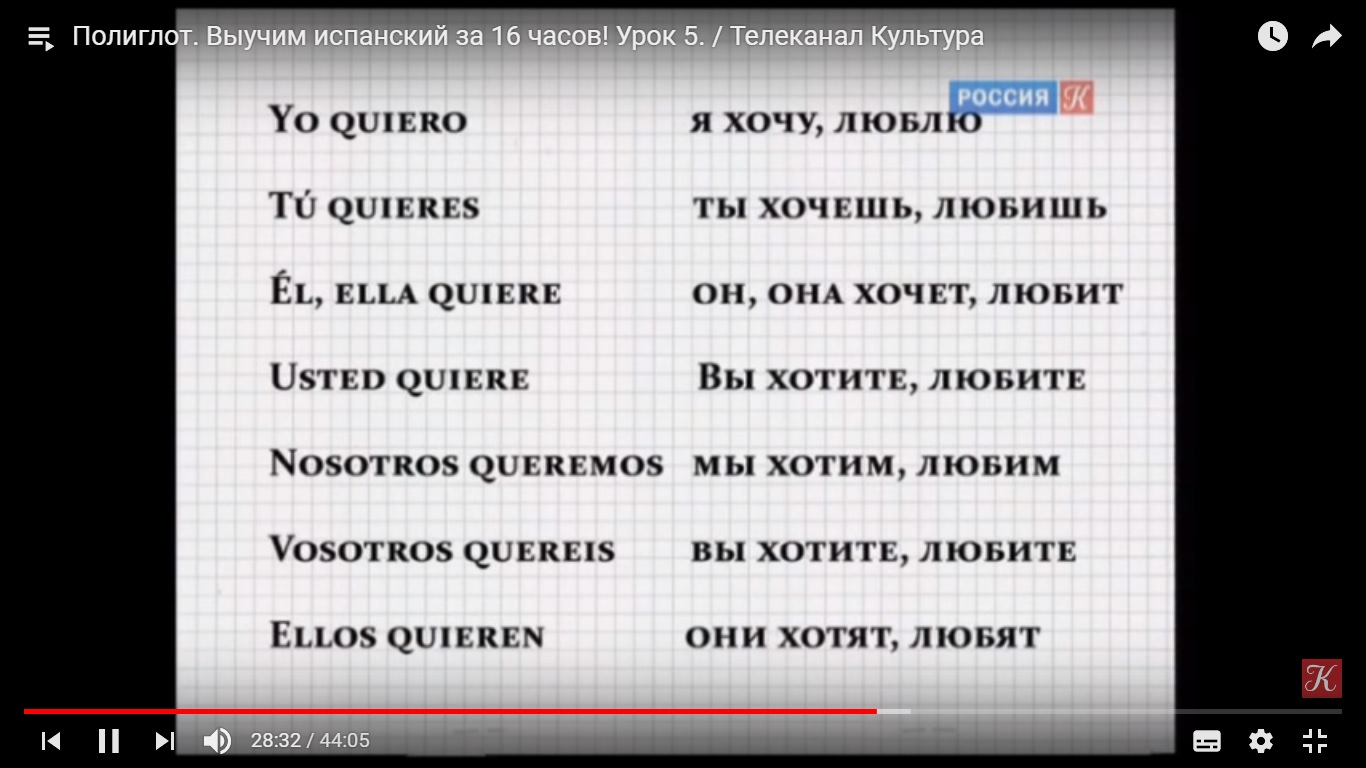 Полиглот. Выучим испанский за 16 часов! Урок 5. / Телеканал Культура
РОССИЯ К
Yo quiero я хочу, люблю
Tú quieres ты хочешь, любишь
Él, ella quiere он, она хочет, любит
Usted quiere Вы хотите, любите
Nosotros queremos мы хотим, любим
Vosotros quereis вы хотите, любите
Ellos quieren они хотят, любят
К
28:32 / 44:05